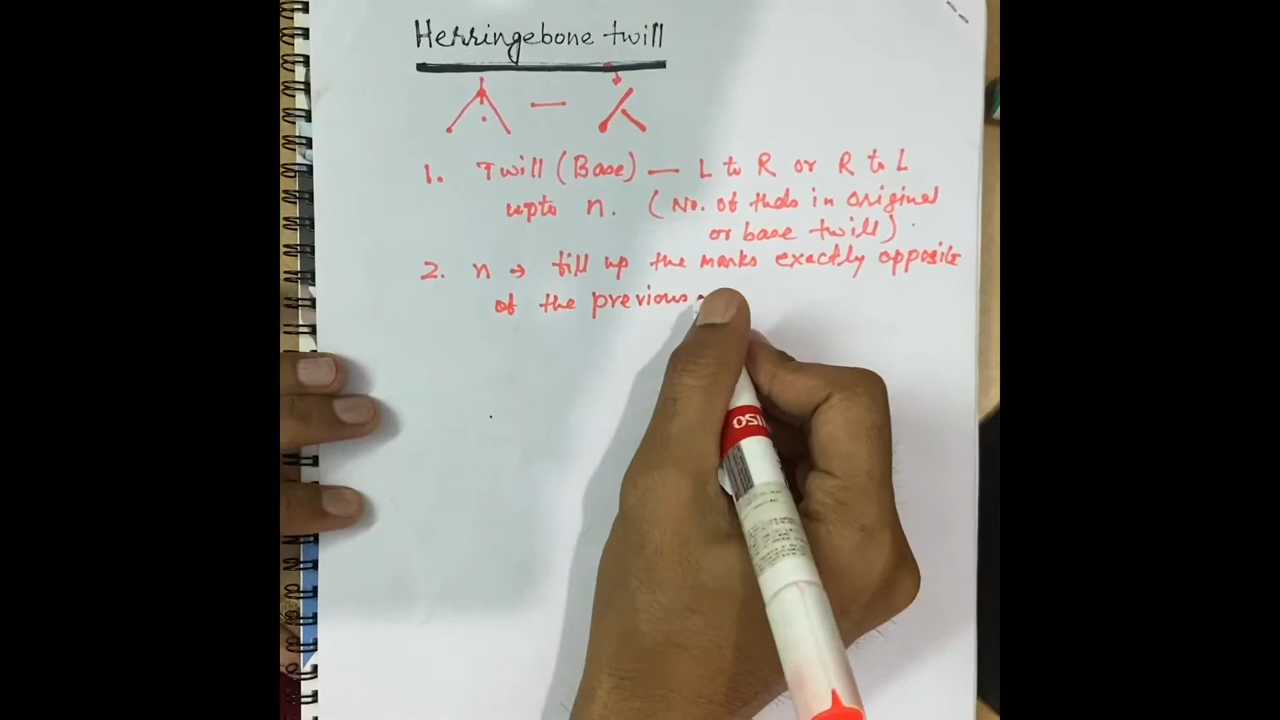 Herringebone twill
1. Twill (Base) — L to R or R to L
upto n. (No. of thds in original
or base twill).
2. n → fill up the marks exactly opposite
of the previous